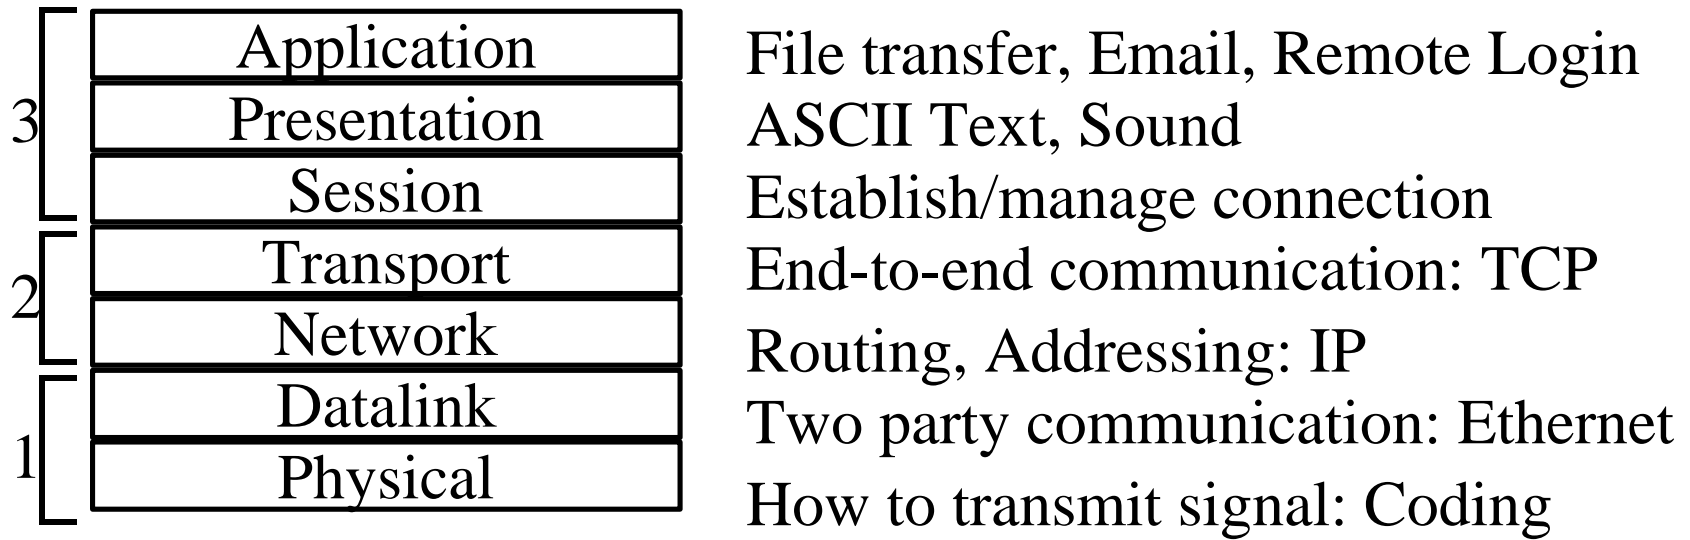 Application File transfer, Email, Remote Login
3 Presentation ASCII Text, Sound
Session Establish/manage connection
Transport End-to-end communication: TCP
2 Network Routing, Addressing: IP
Datalink Two party communication: Ethernet
1 Physical How to transmit signal: Coding